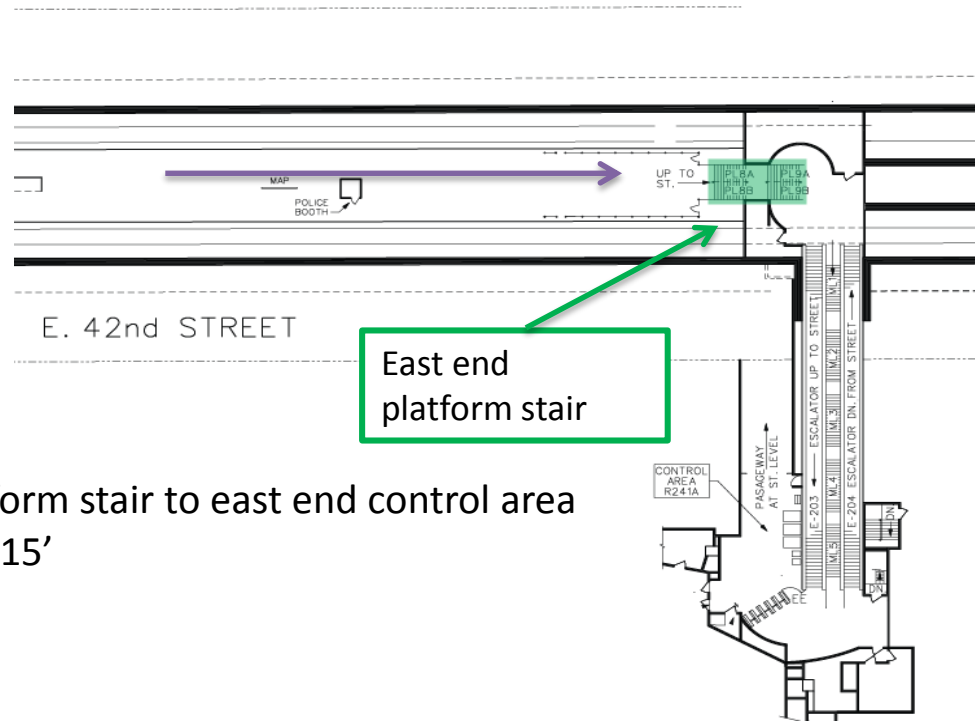 UP TO
ST.
PL8A
PL8B
PL9A
PL9B
MAP
POLICE
BOOTH
E. 42nd STREET
East end
platform stair
ESCALATOR UP TO STREET
E-203
ML1
ML2
ML3
ML4
ML5
E-204 ESCALATOR DN. FROM STREET
CONTROL
AREA
R241A
PASAGEWAY
AT ST. LEVEL
DN.
DN
EE
orm stair to east end control area
15’